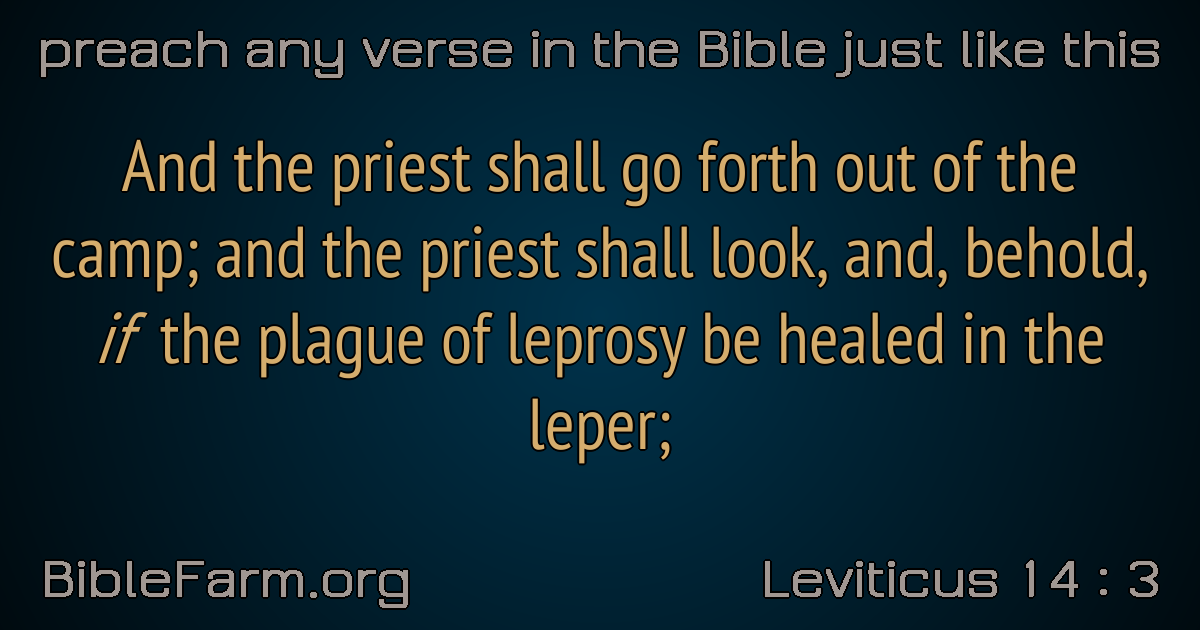 preach any verse in the Bible just like this
And the priest shall go forth out of the
camp; and the priest shall look, and, behold,
if the plague of leprosy be healed in the
leper;
BibleFarm.org
Leviticus 14 : 3